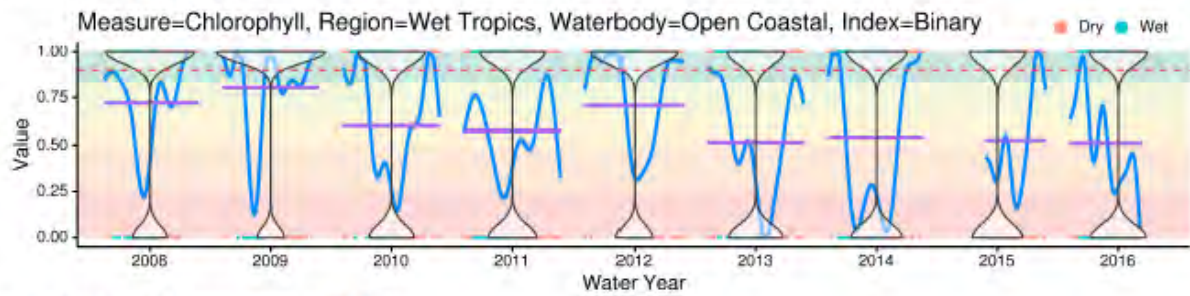 Measure=Chlorophyll, Region=Wet Tropics, Waterbody=Open Coastal, Index=Binary
Dry Wet
1.00
0.75
0.50
0.25
0.00
Value
2008 2009 2010 2011 2012 2013 2014 2015 2016
Water Year